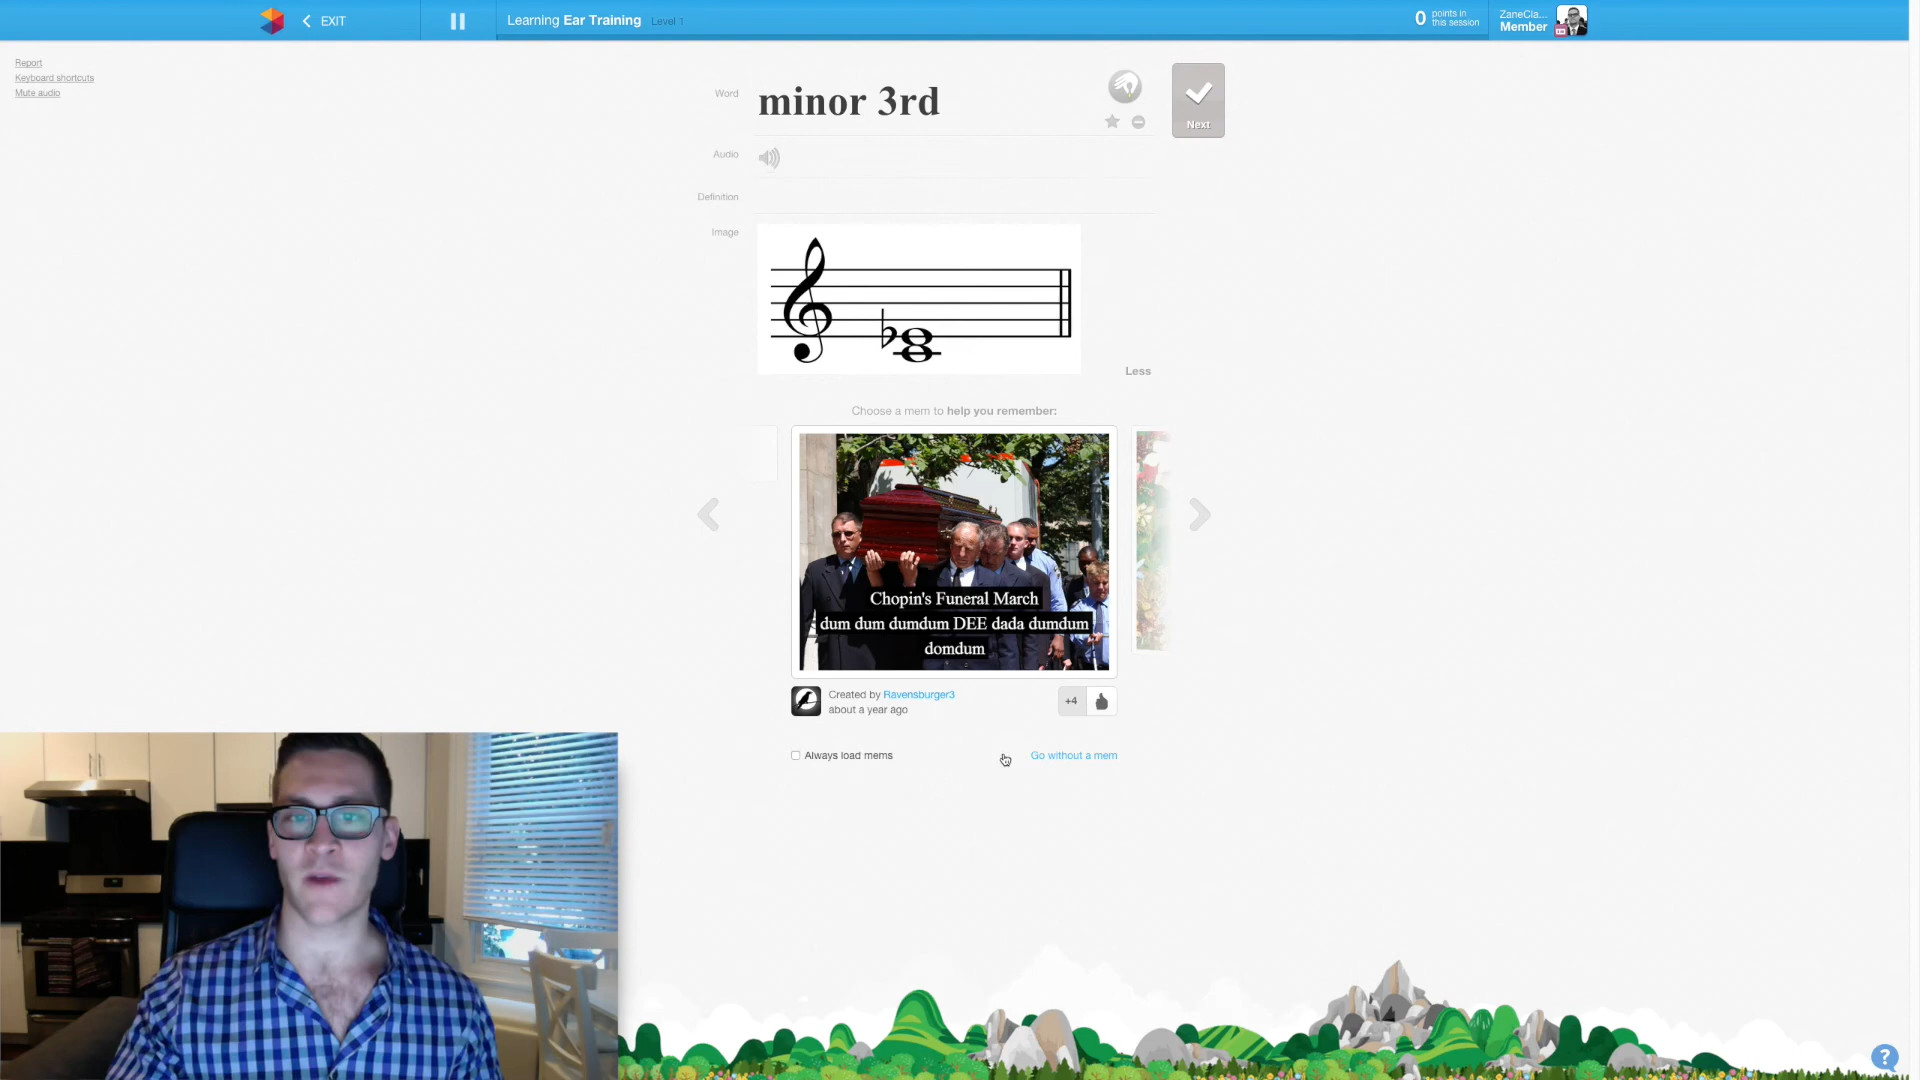 EXIT
Learning Ear Training Level 1
0 points in this session
ZaneCla...
Member
Report
Keyboard shortcuts
Mute audio
Word
minor 3rd
Next
Audio
Definition
Image
Less
Choose a mem to help you remember:
Chopin's Funeral March
dum dum dumdum DEE dada dumdum
domdum
Created by Ravensburger3
about a year ago
+4
Always load mems
Go without a mem
?